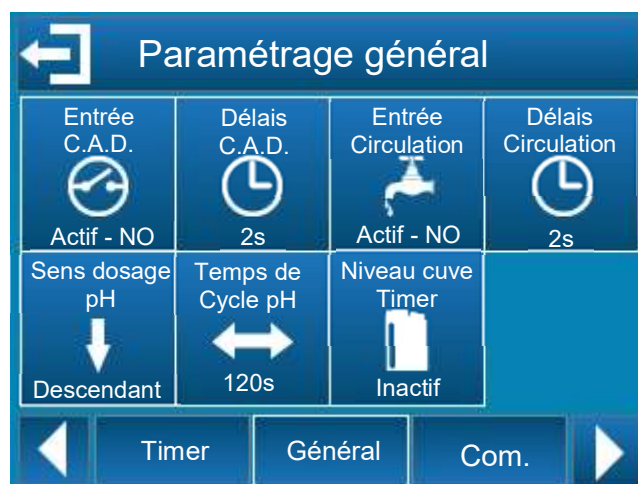 Paramétrage général
Entrée
C.A.D.
Actif - NO
Délais
C.A.D.
2s
Entrée
Circulation
Actif - NO
Délais
Circulation
2s
Sens dosage
pH
Descendant
Temps de
Cycle pH
120s
Niveau cuve
Timer
Inactif
Timer
Général
Com.